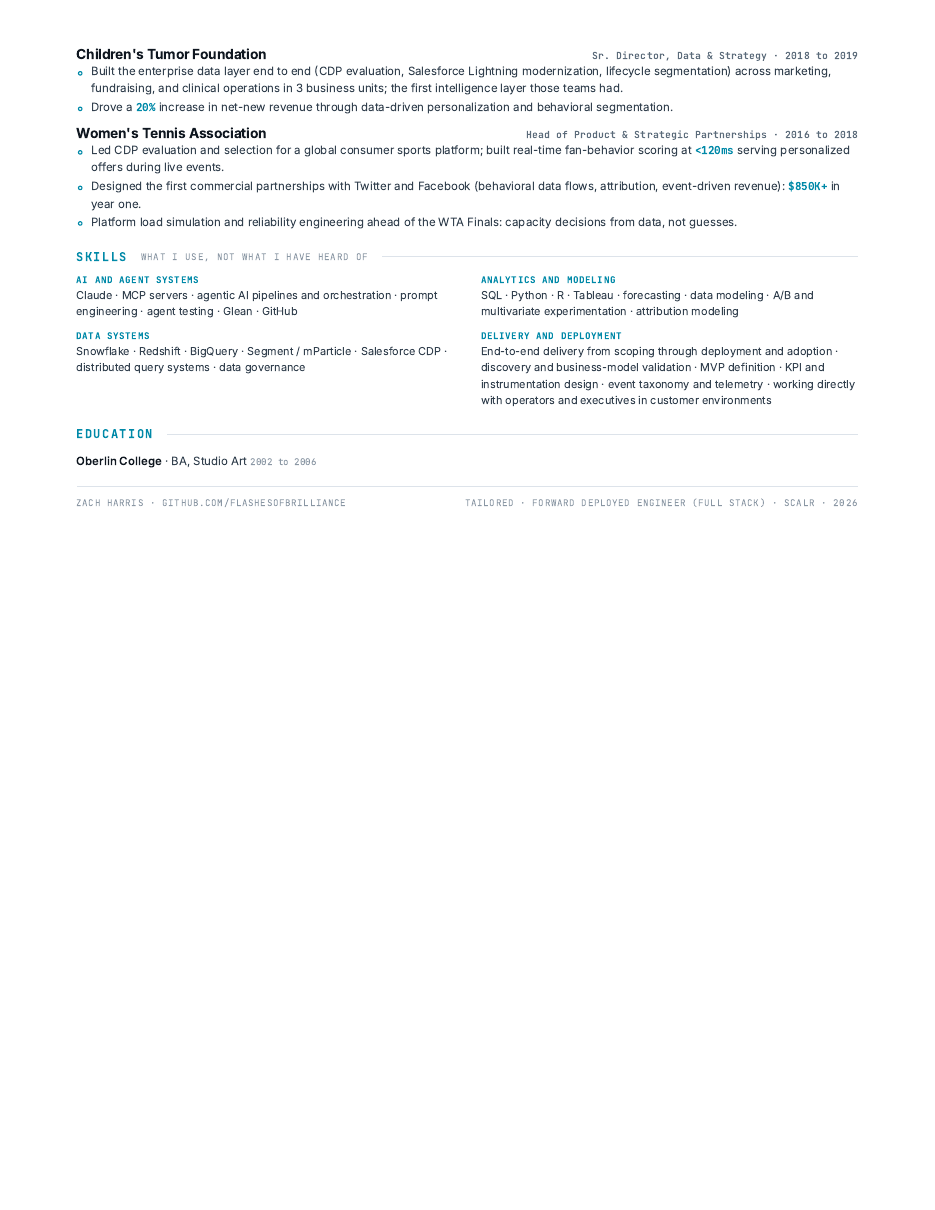 Children's Tumor Foundation Sr. Director, Data & Strategy · 2018 to 2019
Built the enterprise data layer end to end (CDP evaluation, Salesforce Lightning modernization, lifecycle segmentation) across marketing,
fundraising, and clinical operations in 3 business units; the first intelligence layer those teams had.
Drove a 20% increase in net-new revenue through data-driven personalization and behavioral segmentation.
Women's Tennis Association Head of Product & Strategic Partnerships · 2016 to 2018
Led CDP evaluation and selection for a global consumer sports platform; built real-time fan-behavior scoring at <120ms serving personalized
offers during live events.
Designed the first commercial partnerships with Twitter and Facebook (behavioral data flows, attribution, event-driven revenue): $850K+ in
year one.
Platform load simulation and reliability engineering ahead of the WTA Finals: capacity decisions from data, not guesses.
SKILLS WHAT I USE, NOT WHAT I HAVE HEARD OF
AI AND AGENT SYSTEMS
Claude · MCP servers · agentic AI pipelines and orchestration · prompt
engineering · agent testing · Glean · GitHub
DATA SYSTEMS
Snowflake · Redshift · BigQuery · Segment / mParticle · Salesforce CDP ·
distributed query systems · data governance
ANALYTICS AND MODELING
SQL · Python · R · Tableau · forecasting · data modeling · A/B and
multivariate experimentation · attribution modeling
DELIVERY AND DEPLOYMENT
End-to-end delivery from scoping through deployment and adoption ·
discovery and business-model validation · MVP definition · KPI and
instrumentation design · event taxonomy and telemetry · working directly
with operators and executives in customer environments
EDUCATION
Oberlin College · BA, Studio Art 2002 to 2006
ZACH HARRIS · GITHUB.COM/FLASHESOFBRILLIANCE TAILORED · FORWARD DEPLOYED ENGINEER (FULL STACK) · SCALR · 2026